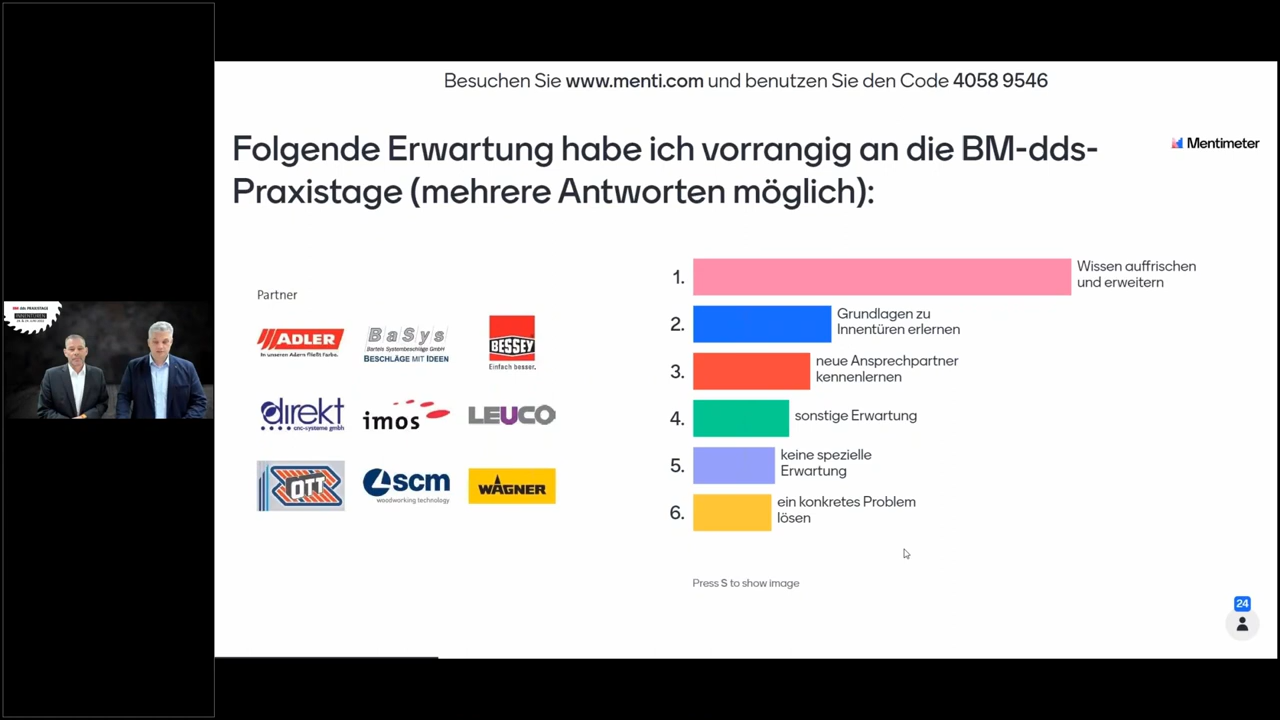 Besuchen Sie www.menti.com und benutzen Sie den Code 4058 9546
Folgende Erwartung habe ich vorrangig an die BM-dds-
Praxistage (mehrere Antworten möglich):
Mentimeter
Partner
ADLER
In unseren Adern fließt Farbe.
BaSys
Bartels Systembeschläge GmbH
BESCHLÄGE MIT IDEEN
BESSEY
Einfach besser.
direkt
cnc-systeme gmbh
imos
LEUCO
OTT
scm
woodworking technology
WAGNER
1.
Wissen auffrischen
und erweitern
2.
Grundlagen zu
Innentüren erlernen
3.
neue Ansprechpartner
kennenlernen
4.
sonstige Erwartung
5.
keine spezielle
Erwartung
6.
ein konkretes Problem
lösen
Press S to show image
24